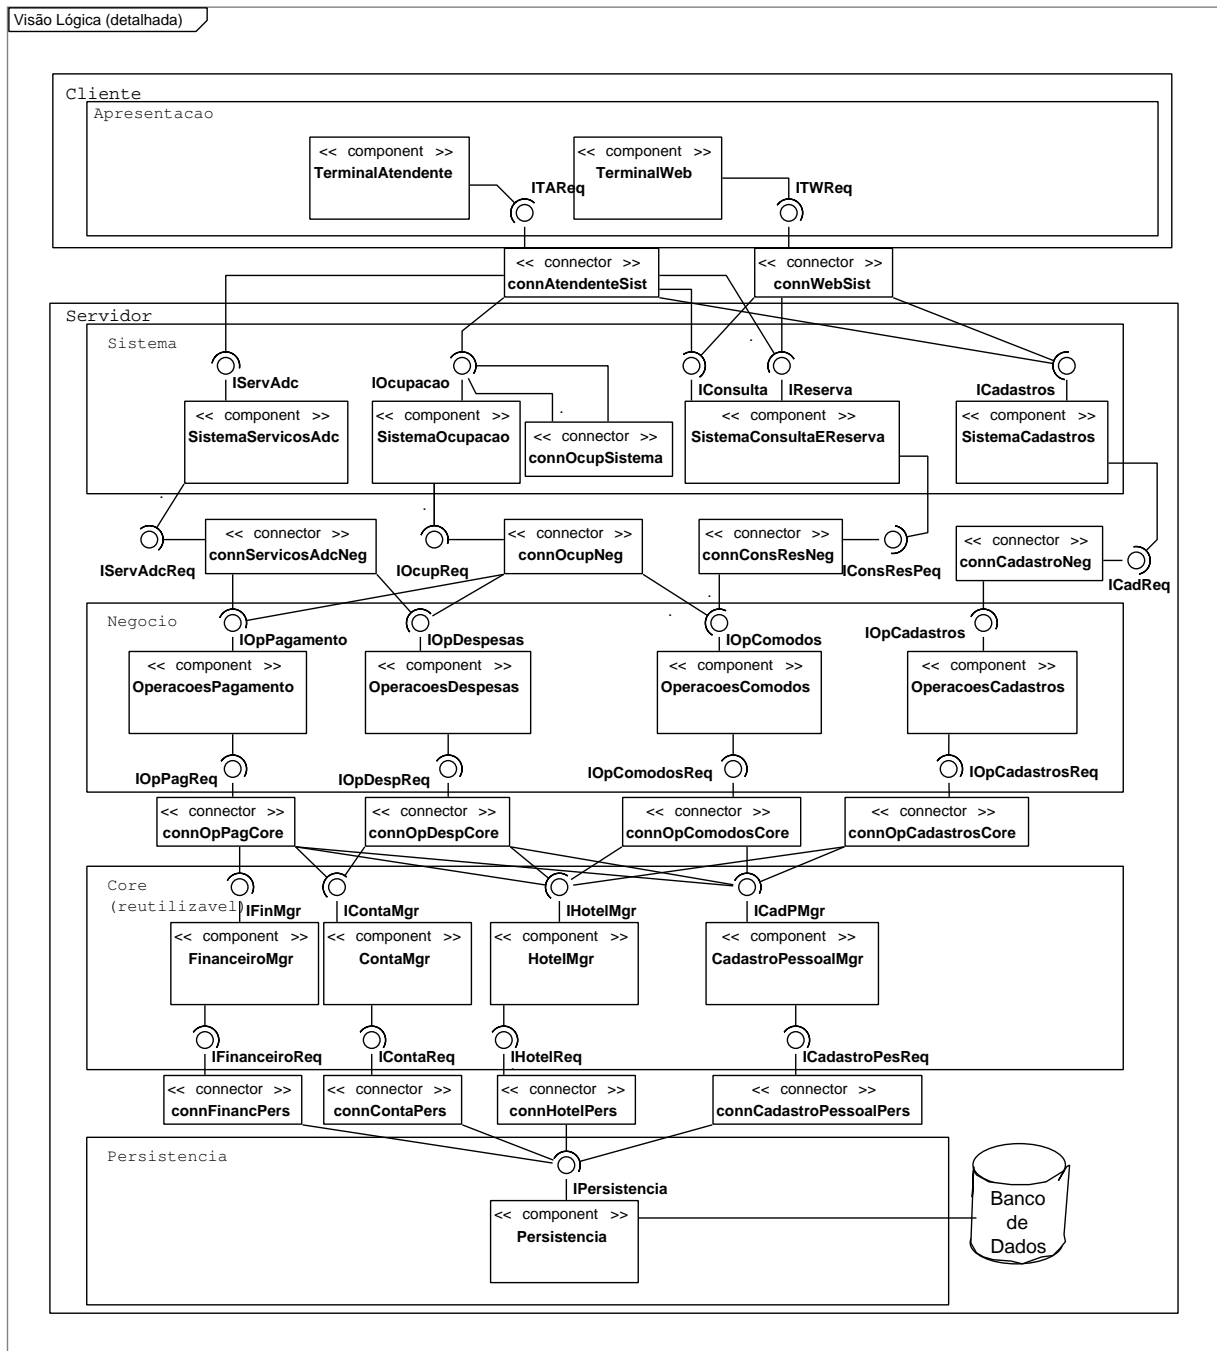 Visão Lógica (detalhada)
Cliente
Apresentacao
<< component >>
TerminalAtendente
ITAReq
<< component >>
TerminalWeb
ITWReq
<< connector >>
connAtendenteSist
<< connector >>
connWebSist
Servidor
Sistema
IServAdc
IOcupacao
IConsulta
IReserva
ICadastros
<< component >>
SistemaServicosAdc
<< component >>
SistemaOcupacao
<< connector >>
connOcupSistema
<< component >>
SistemaConsultaEReserva
<< component >>
SistemaCadastros
IServAdcReq
<< connector >>
connServicosAdcNeg
IOcupReq
<< connector >>
connOcupNeg
<< connector >>
connConsResNeg
IConsResPeq
<< connector >>
connCadastroNeg
ICadReq
Negocio
IOpPagamento
IOpDespesas
IOpComodos
IOpCadastros
<< component >>
OperacoesPagamento
<< component >>
OperacoesDespesas
<< component >>
OperacoesComodos
<< component >>
OperacoesCadastros
IOpPagReq
IOpDespReq
IOpComodosReq
IOpCadastrosReq
<< connector >>
connOpPagCore
<< connector >>
connOpDespCore
<< connector >>
connOpComodosCore
<< connector >>
connOpCadastrosCore
Core
(reutilizavel)
IFinMgr
IContaMgr
IHotelMgr
ICadPMgr
<< component >>
FinanceiroMgr
<< component >>
ContaMgr
<< component >>
HotelMgr
<< component >>
CadastroPessoalMgr
IFinanceiroReq
IContaReq
IHotelReq
ICadastroPesReq
<< connector >>
connFinancPers
<< connector >>
connContaPers
<< connector >>
connHotelPers
<< connector >>
connCadastroPessoalPers
Persistencia
IPersistencia
<< component >>
Persistencia
Banco
de
Dados